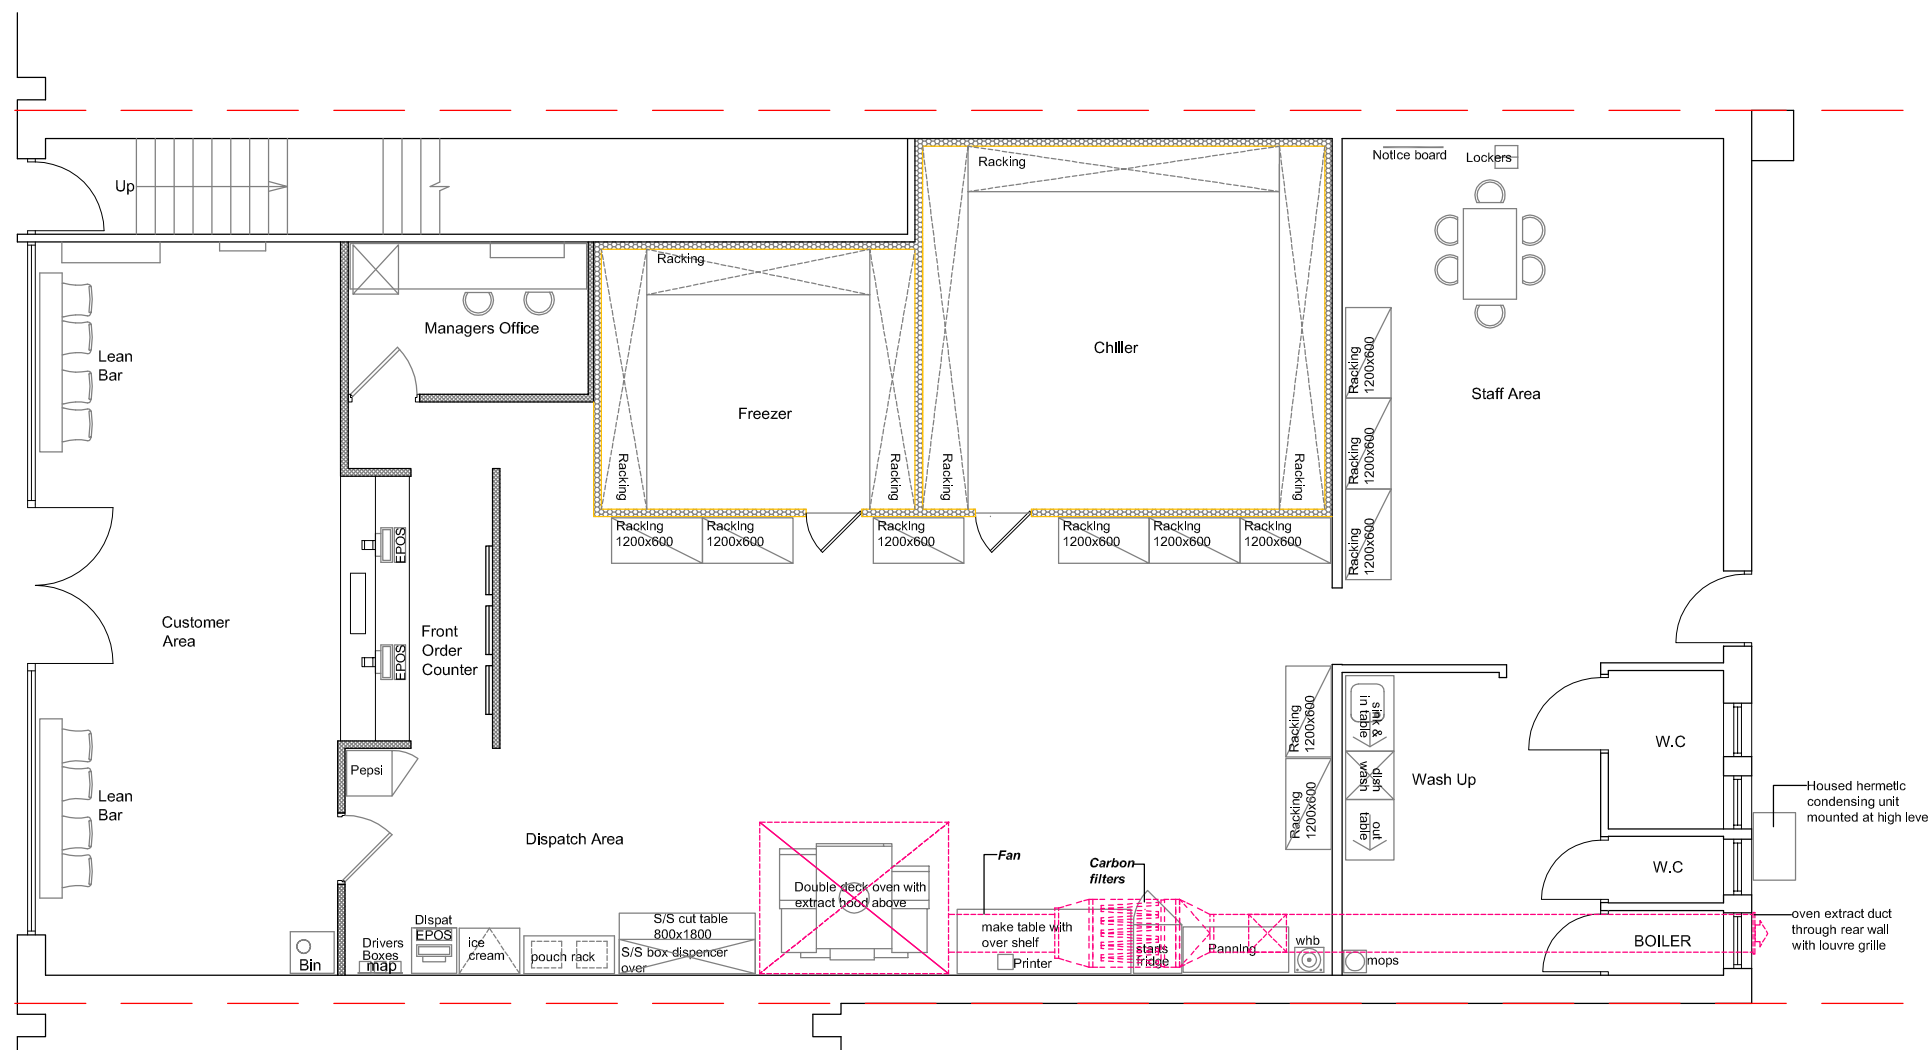 Up
Racking
Notice board
Lockers
Racking
Managers Office
Lean
Bar
Chiller
Racking
1200x600
Staff Area
Freezer
Racking
1200x600
Racking
Racking
Racking
Racking
Racking
1200x600
Racking
1200x600
Racking
1200x600
Racking
1200x600
Racking
1200x600
Racking
1200x600
Racking
1200x600
EPOS
Customer
Area
Front
Order
Counter
EPOS
Racking
1200x600
sink &
in table
W.C
Pepsi
dish
wash
Wash Up
Housed hermetic
condensing unit
mounted at high leve
Lean
Bar
Racking
1200x600
out
table
Dispatch Area
Fan
Carbon
filters
W.C
Double deck oven with
extract hood above
Dispat
EPOS
S/S cut table
800x1800
make table with
over shelf
oven extract duct
through rear wall
with louvre grille
Drivers
Boxes
map
ice
cream
pouch rack
S/S box dispencer
over
Printer
starts
fridge
Panning
whb
BOILER
Bin
mops